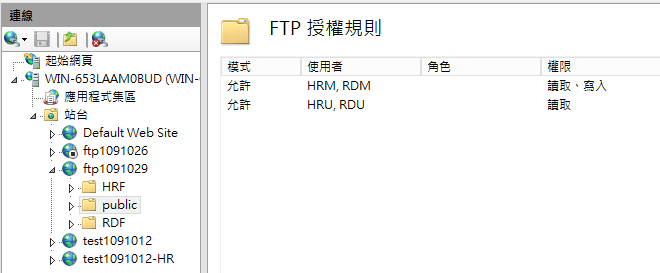 連線
起始網頁
WIN-653LAAM0BUD (WIN-
應用程式集區
站台
Default Web Site
ftp1091026
ftp1091029
HRF
public
RDF
test1091012
test1091012-HR
FTP 授權規則
模式 使用者 角色 權限
允許 HRM, RDM 讀取、寫入
允許 HRU, RDU 讀取